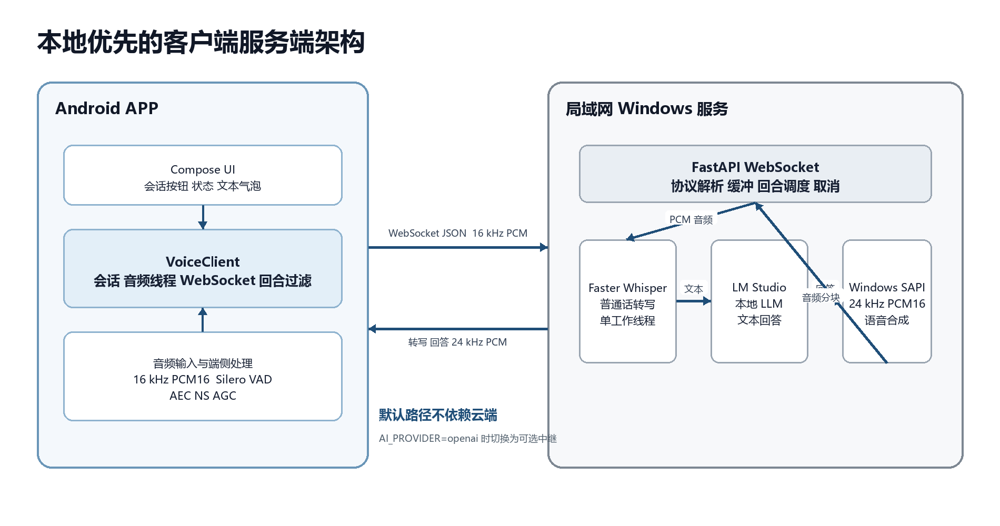 本地优先的客户端服务端架构
Android APP
Compose UI
会话按钮 状态 文本气泡
VoiceClient
会话 音频线程 WebSocket 回合过滤
音频输入与端侧处理
16 kHz PCM16  Silero VAD
AEC NS AGC
WebSocket JSON  16 kHz PCM
转写 回答 24 kHz PCM
默认路径不依赖云端
AI_PROVIDER=openai 时切换为可选中继
局域网 Windows 服务
FastAPI WebSocket
协议解析 缓冲 回合调度 取消
PCM 音频
Faster Whisper
普通话转写
单工作线程
文本
LM Studio
本地 LLM
文本回答
音频分块
Windows SAPI
24 kHz PCM16
语音合成